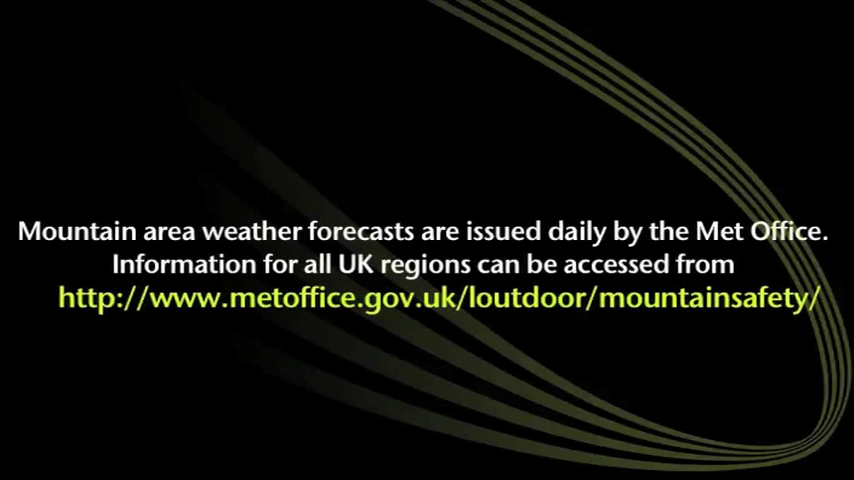 Mountain area weather forecasts are issued daily by the Met Office.
Information for all UK regions can be accessed from
http://www.metoffice.gov.uk/loutdoor/mountainsafety/